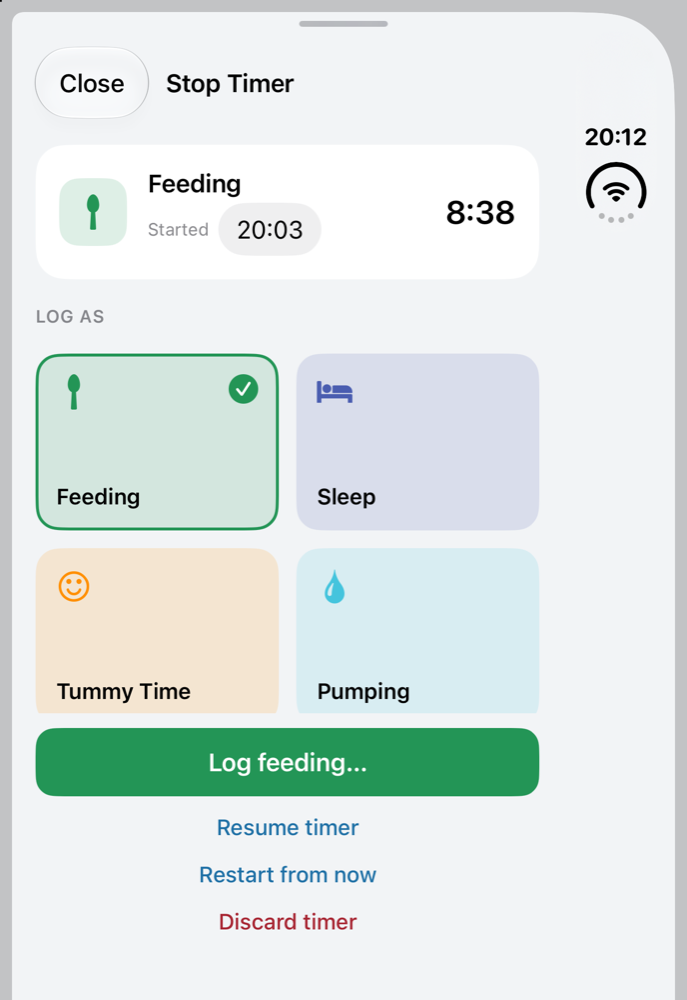 Close Stop Timer
20:12
Feeding
Started 20:03
8:38
LOG AS
Feeding
Sleep
Tummy Time
Pumping
Log feeding...
Resume timer
Restart from now
Discard timer